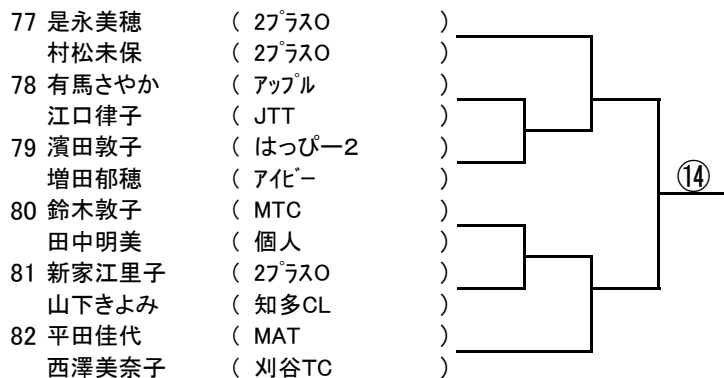 77 是永美穂 ( 2プラスO )
村松未保 ( 2プラスO )
78 有馬さやか ( アップル )
江口律子 ( JTT )
79 濱田敦子 ( はっぴー2 )
増田郁穂 ( アイビー )
80 鈴木敦子 ( MTC )
田中明美 ( 個人 )
81 新家江里子 ( 2プラスO )
山下きよみ ( 知多CL )
82 平田佳代 ( MAT )
西澤美奈子 ( 刈谷TC )
⑭